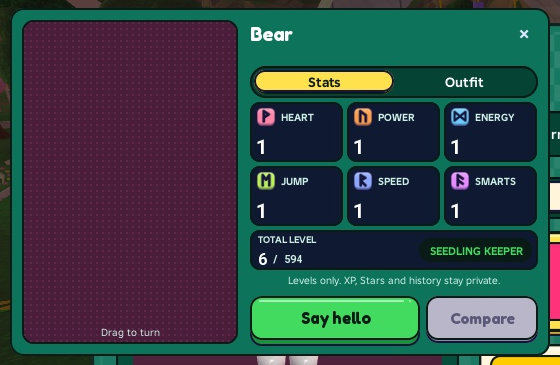 Bear
×
Stats
Outfit
HEART
1
POWER
1
ENERGY
1
JUMP
1
SPEED
1
SMARTS
1
TOTAL LEVEL
6 / 594
SEEDLING KEEPER
Levels only. XP, Stars and history stay private.
Drag to turn
Say hello
Compare